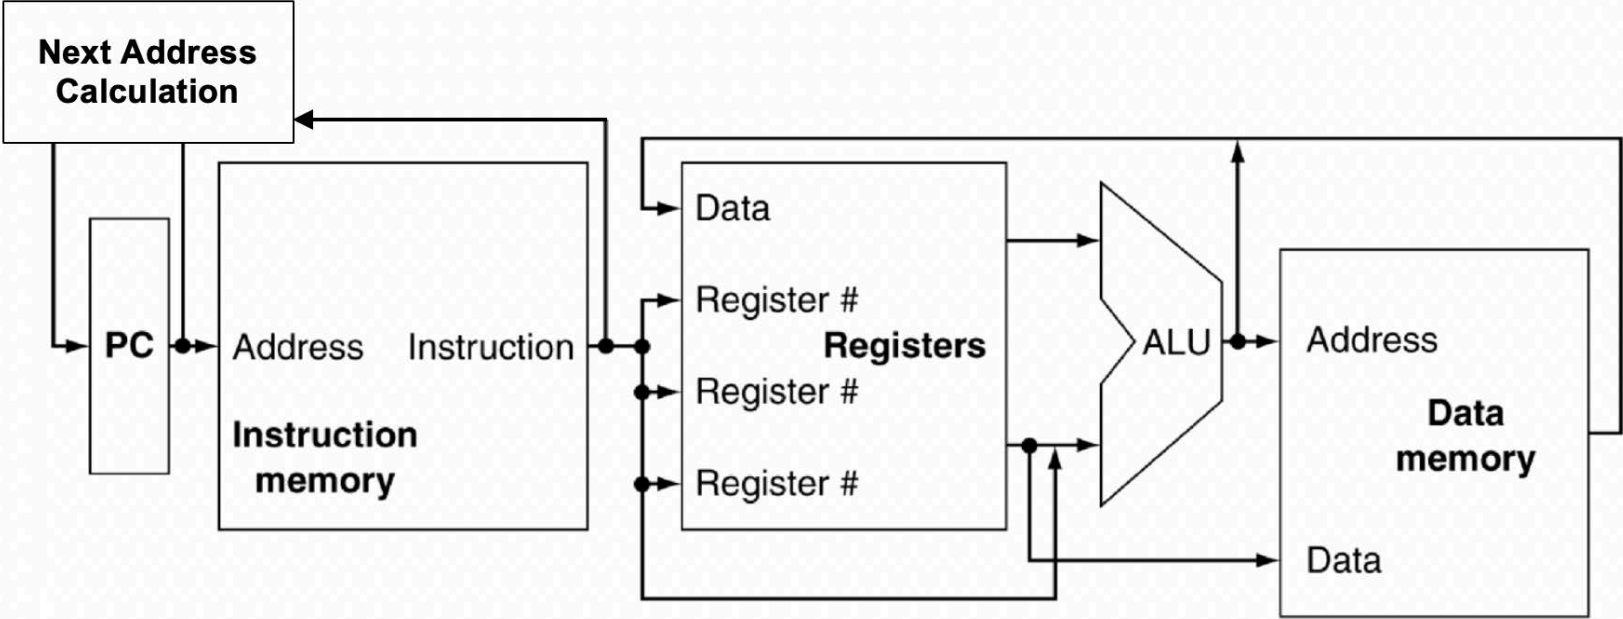 Next Address
Calculation
PC
Address
Instruction
Instruction
memory
Data
Register #
Registers
Register #
Register #
ALU
Address
Data
memory
Data